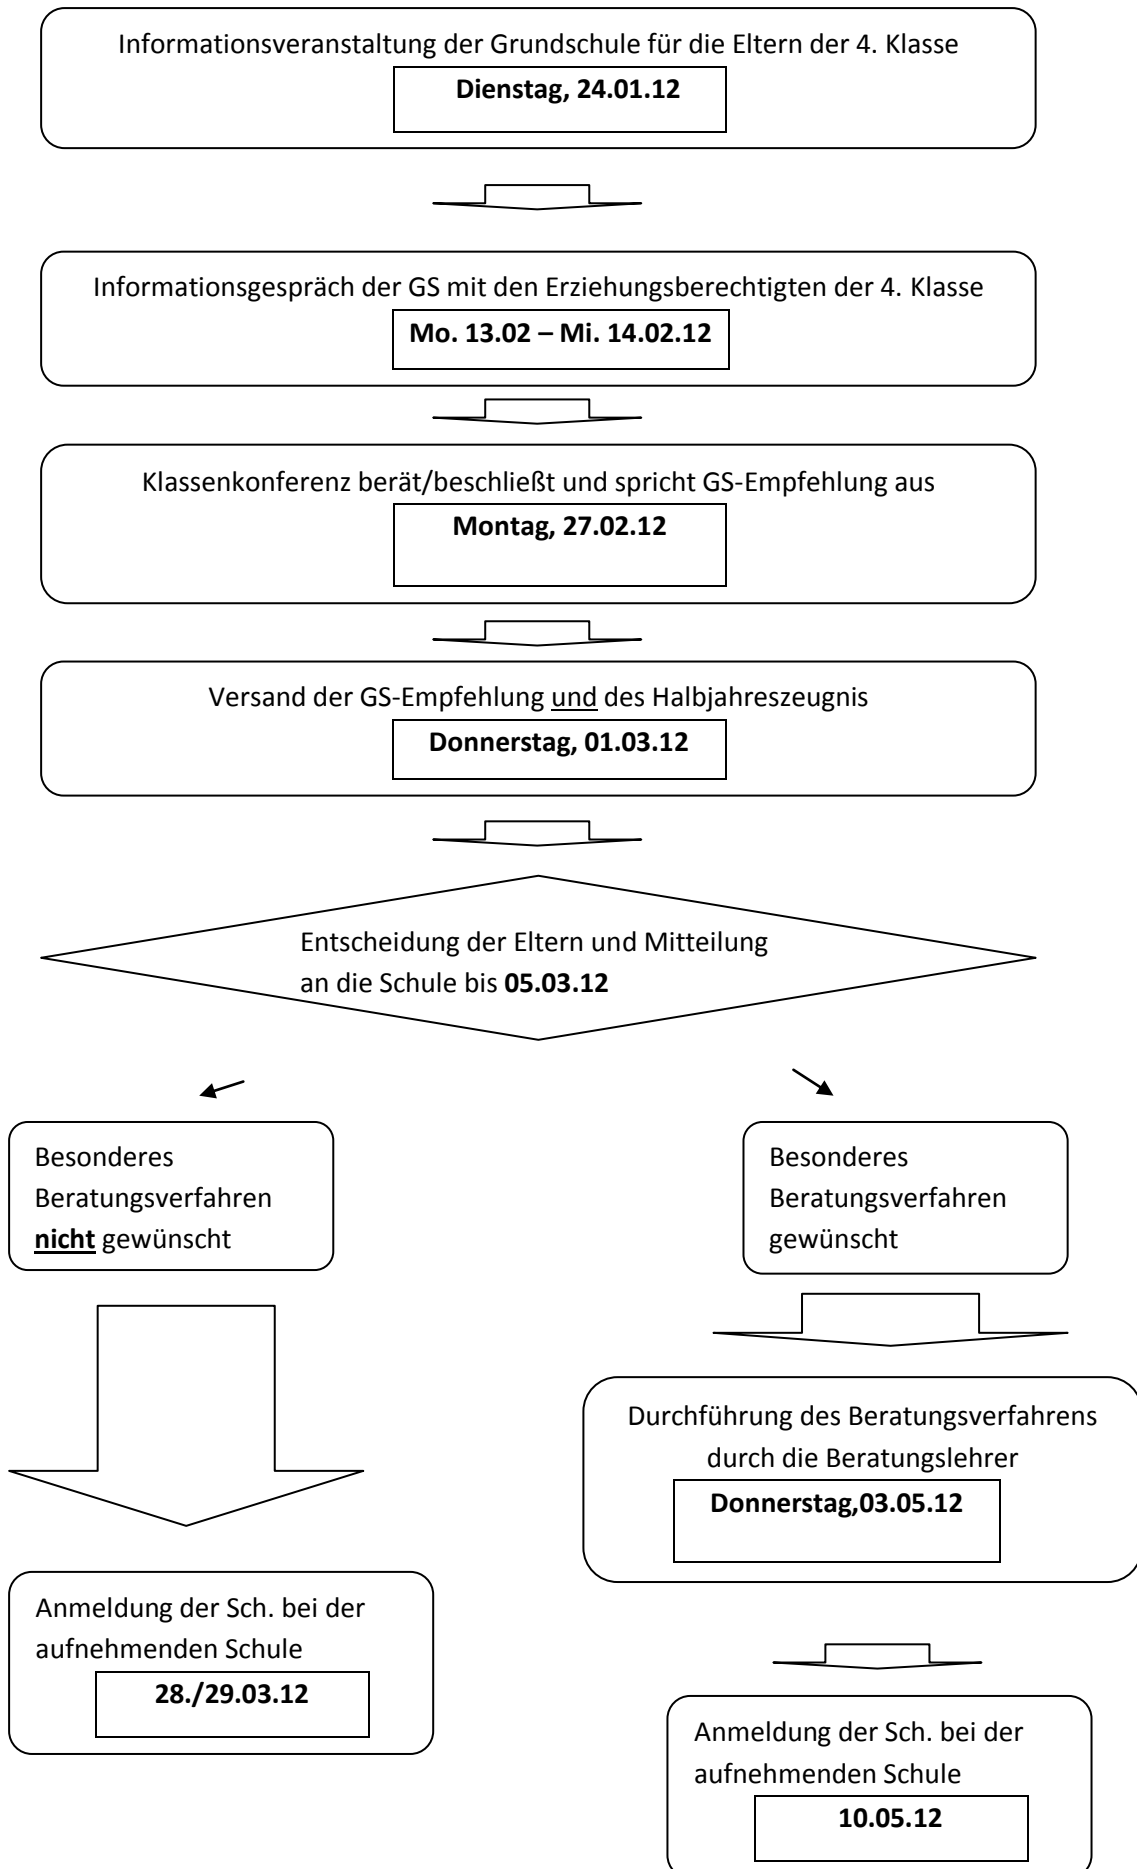 Informationsveranstaltung der Grundschule für die Eltern der 4. Klasse
Dienstag, 24.01.12
Informationsgespräch der GS mit den Erziehungsberechtigten der 4. Klasse
Mo. 13.02 – Mi. 14.02.12
Klassenkonferenz berät/beschließt und spricht GS-Empfehlung aus
Montag, 27.02.12
Versand der GS-Empfehlung und des Halbjahreszeugnis
Donnerstag, 01.03.12
Entscheidung der Eltern und Mitteilung
an die Schule bis 05.03.12
Besonderes
Beratungsverfahren
nicht gewünscht
Besonderes
Beratungsverfahren
gewünscht
Durchführung des Beratungsverfahrens
durch die Beratungslehrer
Donnerstag,03.05.12
Anmeldung der Sch. bei der
aufnehmenden Schule
28./29.03.12
Anmeldung der Sch. bei der
aufnehmenden Schule
10.05.12